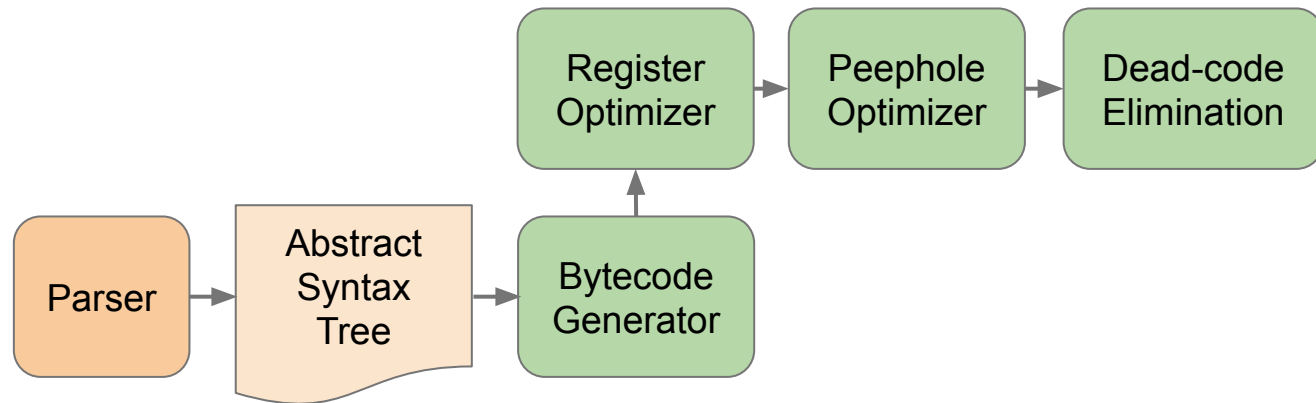 Register
Optimizer
Peephole
Optimizer
Dead-code
Elimination
Parser
Abstract
Syntax
Tree
Bytecode
Generator